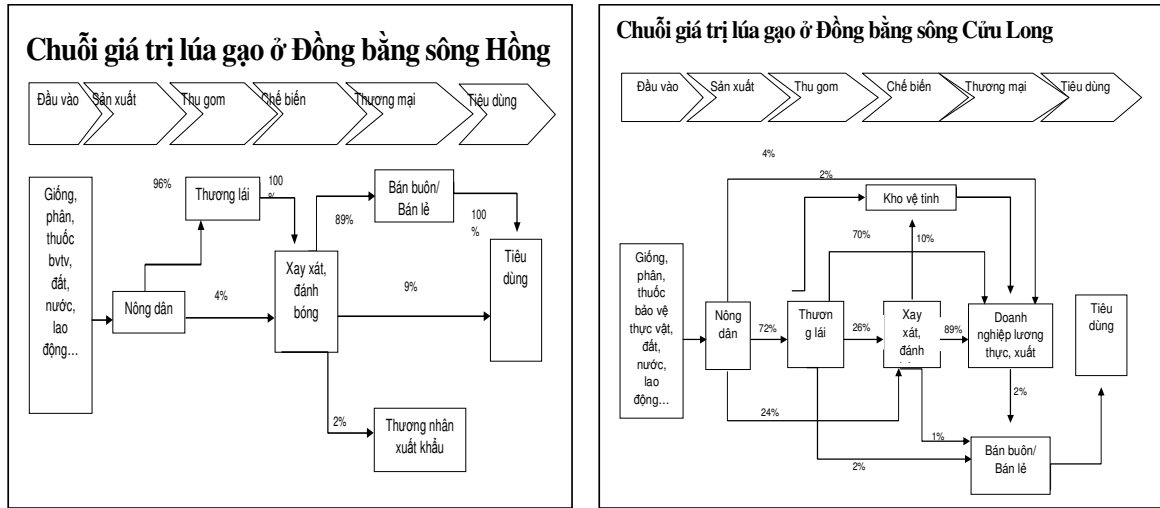 Chuỗi giá trị lúa gạo ở Đồng bằng sông Hồng
Đầu vào
Sản xuất
Thu gom
Chế biến
Thương mại
Tiêu dùng
96%
Thương lái
100
%
Bán buôn/
Bán lẻ
89%
100
%
Giống,
phân,
thuốc
bvtv,
đất,
nước,
lao
động...
Nông dân
4%
Xay xát,
đánh
bóng
9%
Tiêu
dùng
2%
Thương nhân
xuất khẩu
Chuỗi giá trị lúa gạo ở Đồng bằng sông Cửu Long
Đầu vào
Sản xuất
Thu gom
Chế biến
Thương mại
Tiêu dùng
4%
2%
Kho vệ tinh
70%
10%
Giống,
phân,
thuốc
bảo vệ
thực vật,
đất,
nước,
lao
động...
Nông
dân
72%
Thươn
g lái
26%
Xay
xát,
đánh
89%
Doanh
nghiệp lương
thực, xuất
Tiêu
dùng
2%
24%
1%
2%
Bán buôn/
Bán lẻ